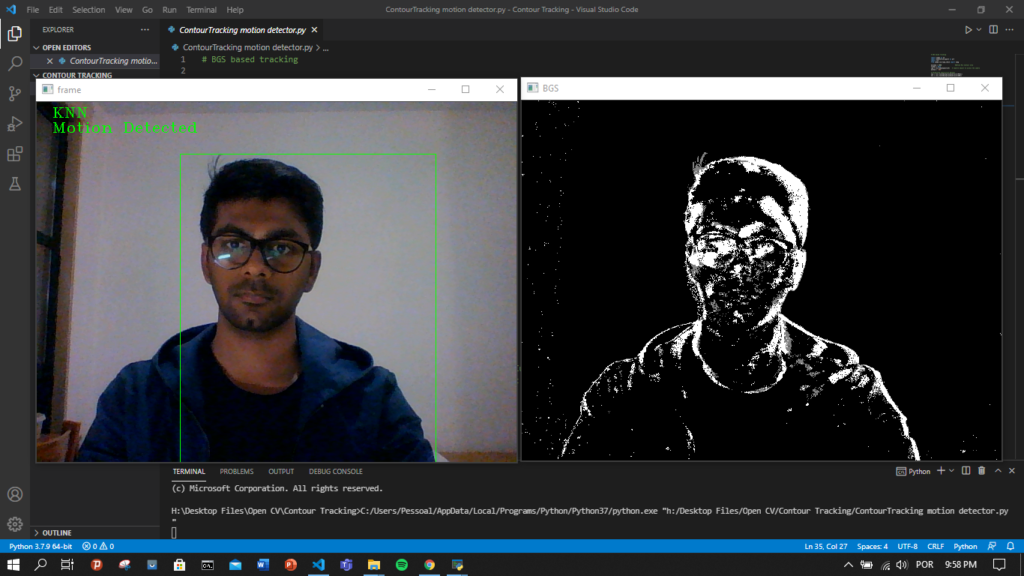 File Edit Selection View Go Run Terminal Help
ContourTracking motion detector.py - Contour Tracking - Visual Studio Code
EXPLORER
OPEN EDITORS
ContourTracking motio...
CONTOUR TRACKING
ContourTracking motion detector.py
ContourTracking motion detector.py > ...
1 # BGS based tracking
2
frame
KNN
Motion Detected
BGS
TERMINAL PROBLEMS OUTPUT DEBUG CONSOLE
Python
(c) Microsoft Corporation. All rights reserved.
H:\Desktop Files\Open CV\Contour Tracking>C:/Users/Pessoal/AppData/Local/Programs/Python/Python37/python.exe "h:/Desktop Files/Open CV/Contour Tracking/ContourTracking motion detector.py
"
OUTLINE
Python 3.7.9 64-bit 0 0
Ln 35, Col 27 Spaces: 4 UTF-8 CRLF Python
POR 9:58 PM